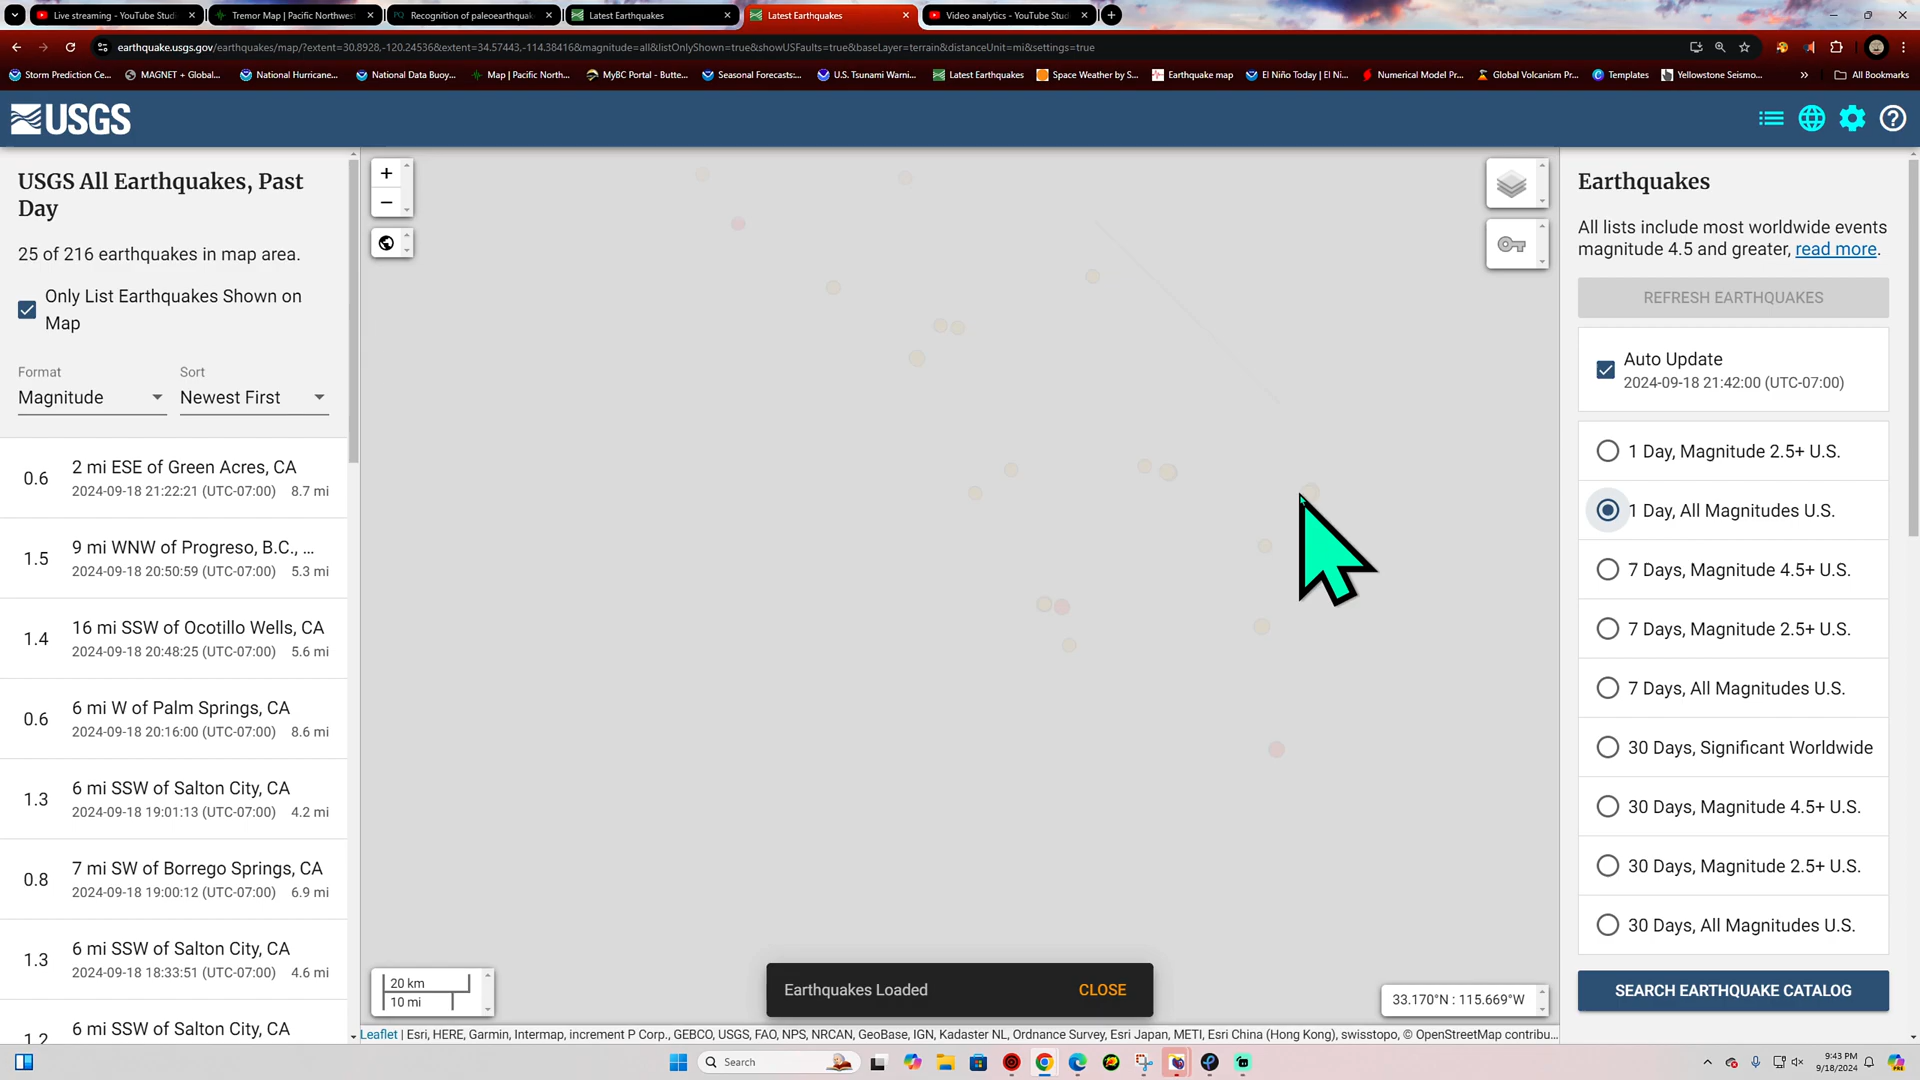 Live streaming - YouTube Stud
Tremor Map | Pacific Northwest
Recognition of paleoearthquak
Latest Earthquakes
Latest Earthquakes
Video analytics - YouTube Stud
earthquake.usgs.gov/earthquakes/map/?extent=30.8928,-120.24536&extent=34.57443,-114.38416&magnitude=all&listOnlyShown=true&showUSFaults=true&baseLayer=terrain&distanceUnit=mi&settings=true
Storm Prediction Ce...
MAGNET + Global...
National Hurricane...
National Data Buoy...
Map | Pacific North...
MyBC Portal - Butte...
Seasonal Forecasts:...
U.S. Tsunami Warni...
Latest Earthquakes
Space Weather by S...
Earthquake map
El Niño Today | El Ni...
Numerical Model Pr...
Global Volcanism Pr...
Templates
Yellowstone Seismo...
»
All Bookmarks
USGS
USGS All Earthquakes, Past
Day
25 of 216 earthquakes in map area.
Only List Earthquakes Shown on
Map
Format
Sort
Magnitude
Newest First
0.6
2 mi ESE of Green Acres, CA
2024-09-18 21:22:21 (UTC-07:00) 8.7 mi
1.5
9 mi WNW of Progreso, B.C., ...
2024-09-18 20:50:59 (UTC-07:00) 5.3 mi
1.4
16 mi SSW of Ocotillo Wells, CA
2024-09-18 20:48:25 (UTC-07:00) 5.6 mi
0.6
6 mi W of Palm Springs, CA
2024-09-18 20:16:00 (UTC-07:00) 8.6 mi
1.3
6 mi SSW of Salton City, CA
2024-09-18 19:01:13 (UTC-07:00) 4.2 mi
0.8
7 mi SW of Borrego Springs, CA
2024-09-18 19:00:12 (UTC-07:00) 6.9 mi
1.3
6 mi SSW of Salton City, CA
2024-09-18 18:33:51 (UTC-07:00) 4.6 mi
1.2
6 mi SSW of Salton City, CA
+
−
20 km
10 mi
Earthquakes Loaded
CLOSE
33.170°N : 115.669°W
Leaflet | Esri, HERE, Garmin, Intermap, increment P Corp., GEBCO, USGS, FAO, NPS, NRCAN, GeoBase, IGN, Kadaster NL, Ordnance Survey, Esri Japan, METI, Esri China (Hong Kong), swisstopo, © OpenStreetMap contribu...
Earthquakes
All lists include most worldwide events
magnitude 4.5 and greater, read more.
REFRESH EARTHQUAKES
Auto Update
2024-09-18 21:42:00 (UTC-07:00)
1 Day, Magnitude 2.5+ U.S.
1 Day, All Magnitudes U.S.
7 Days, Magnitude 4.5+ U.S.
7 Days, Magnitude 2.5+ U.S.
7 Days, All Magnitudes U.S.
30 Days, Significant Worldwide
30 Days, Magnitude 4.5+ U.S.
30 Days, Magnitude 2.5+ U.S.
30 Days, All Magnitudes U.S.
SEARCH EARTHQUAKE CATALOG
Search
9:43 PM
9/18/2024